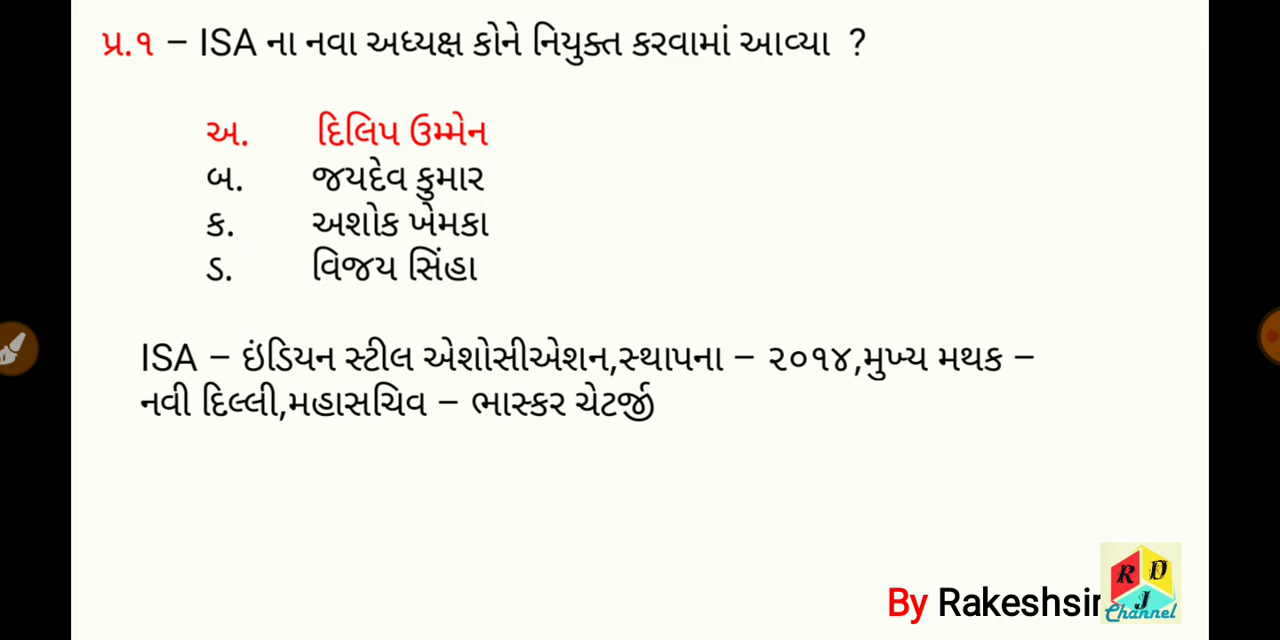 પ્ર.૧ – ISA ના નવા અધ્યક્ષ કોને નિયુક્ત કરવામાં આવ્યા ?
અ. દિલિપ ઉમ્મેન
બ. જયદેવ કુમાર
ક. અશોક ખેમકા
ડ. વિજય સિંહા
ISA – ઇંડિયન સ્ટીલ એશોસીએશન,સ્થાપના – ૨૦૧૪,મુખ્ય મથક –
નવી દિલ્લી,મહાસચિવ – ભાસ્કર ચેટર્જી
By Rakeshsir
R D
J
Channel